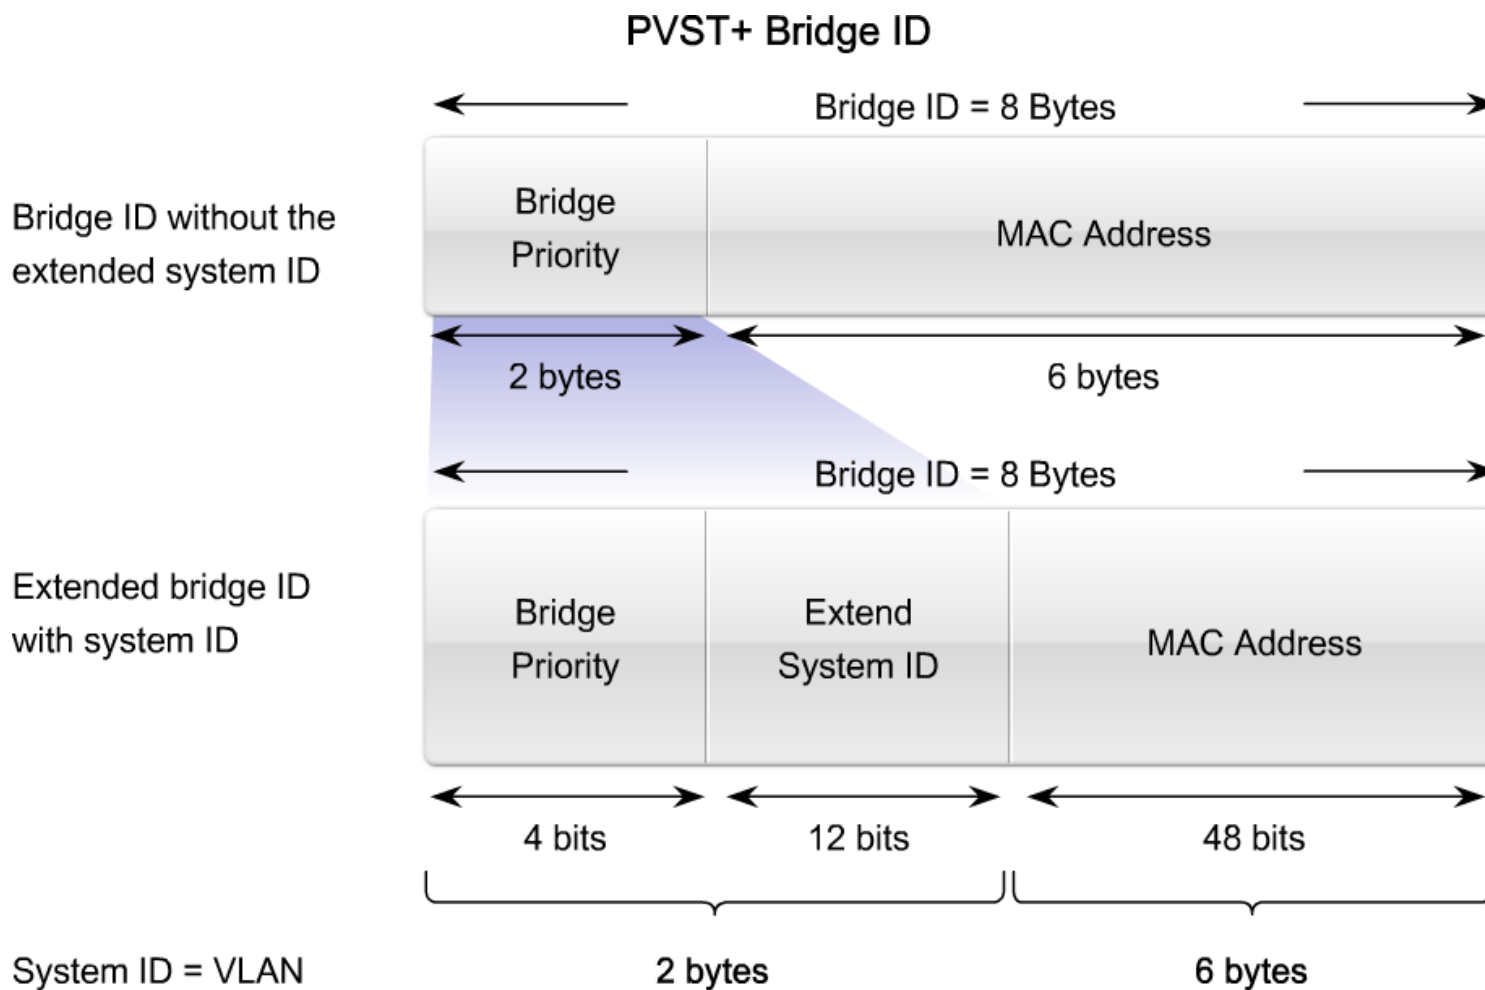 PVST+ Bridge ID
Bridge ID = 8 Bytes
Bridge ID without the
extended system ID
Bridge
Priority
MAC Address
2 bytes
6 bytes
Bridge ID = 8 Bytes
Extended bridge ID
with system ID
Bridge
Priority
Extend
System ID
MAC Address
4 bits
12 bits
48 bits
System ID = VLAN
2 bytes
6 bytes